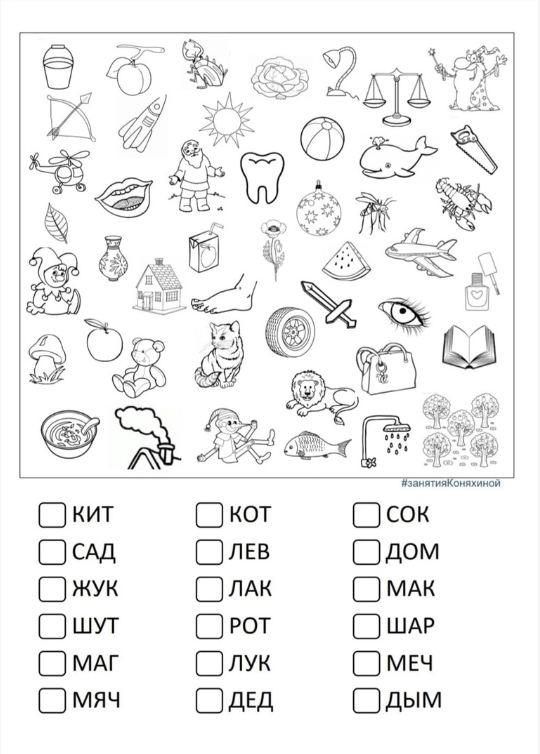 #занятияКоняхиной
КИТ КОТ СОК
САД ЛЕВ ДОМ
ЖУК ЛАК МАК
ШУТ РОТ ШАР
МАГ ЛУК МЕЧ
МЯЧ ДЕД ДЫМ